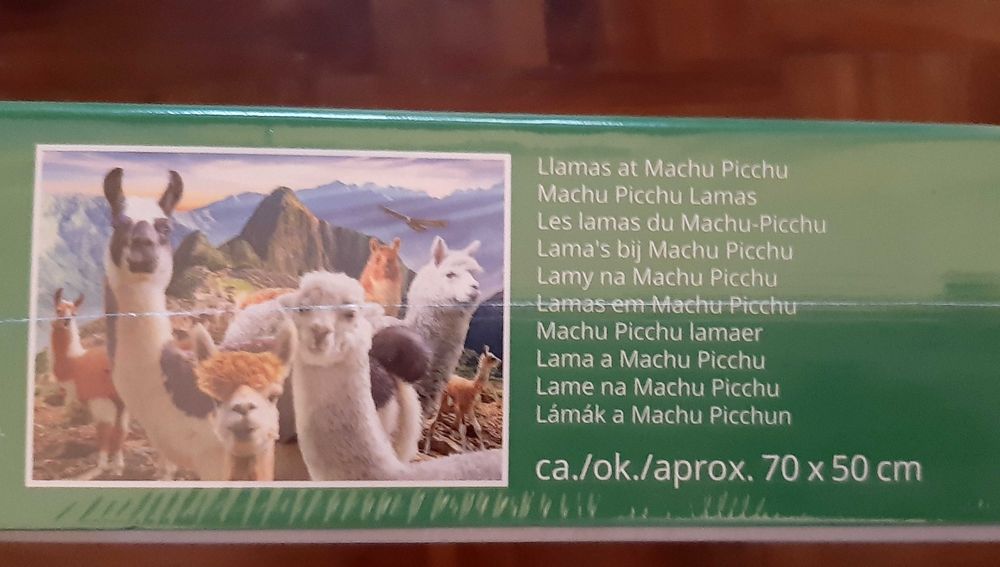 Llamas at Machu Picchu
Machu Picchu Lamas
Les lamas du Machu-Picchu
Lama's bij Machu Picchu
Lamy na Machu Picchu
Lamas em Machu Picchu
Machu Picchu lamaer
Lama a Machu Picchu
Lame na Machu Picchu
Lámák a Machu Picchun
ca./ok./aprox. 70 x 50 cm